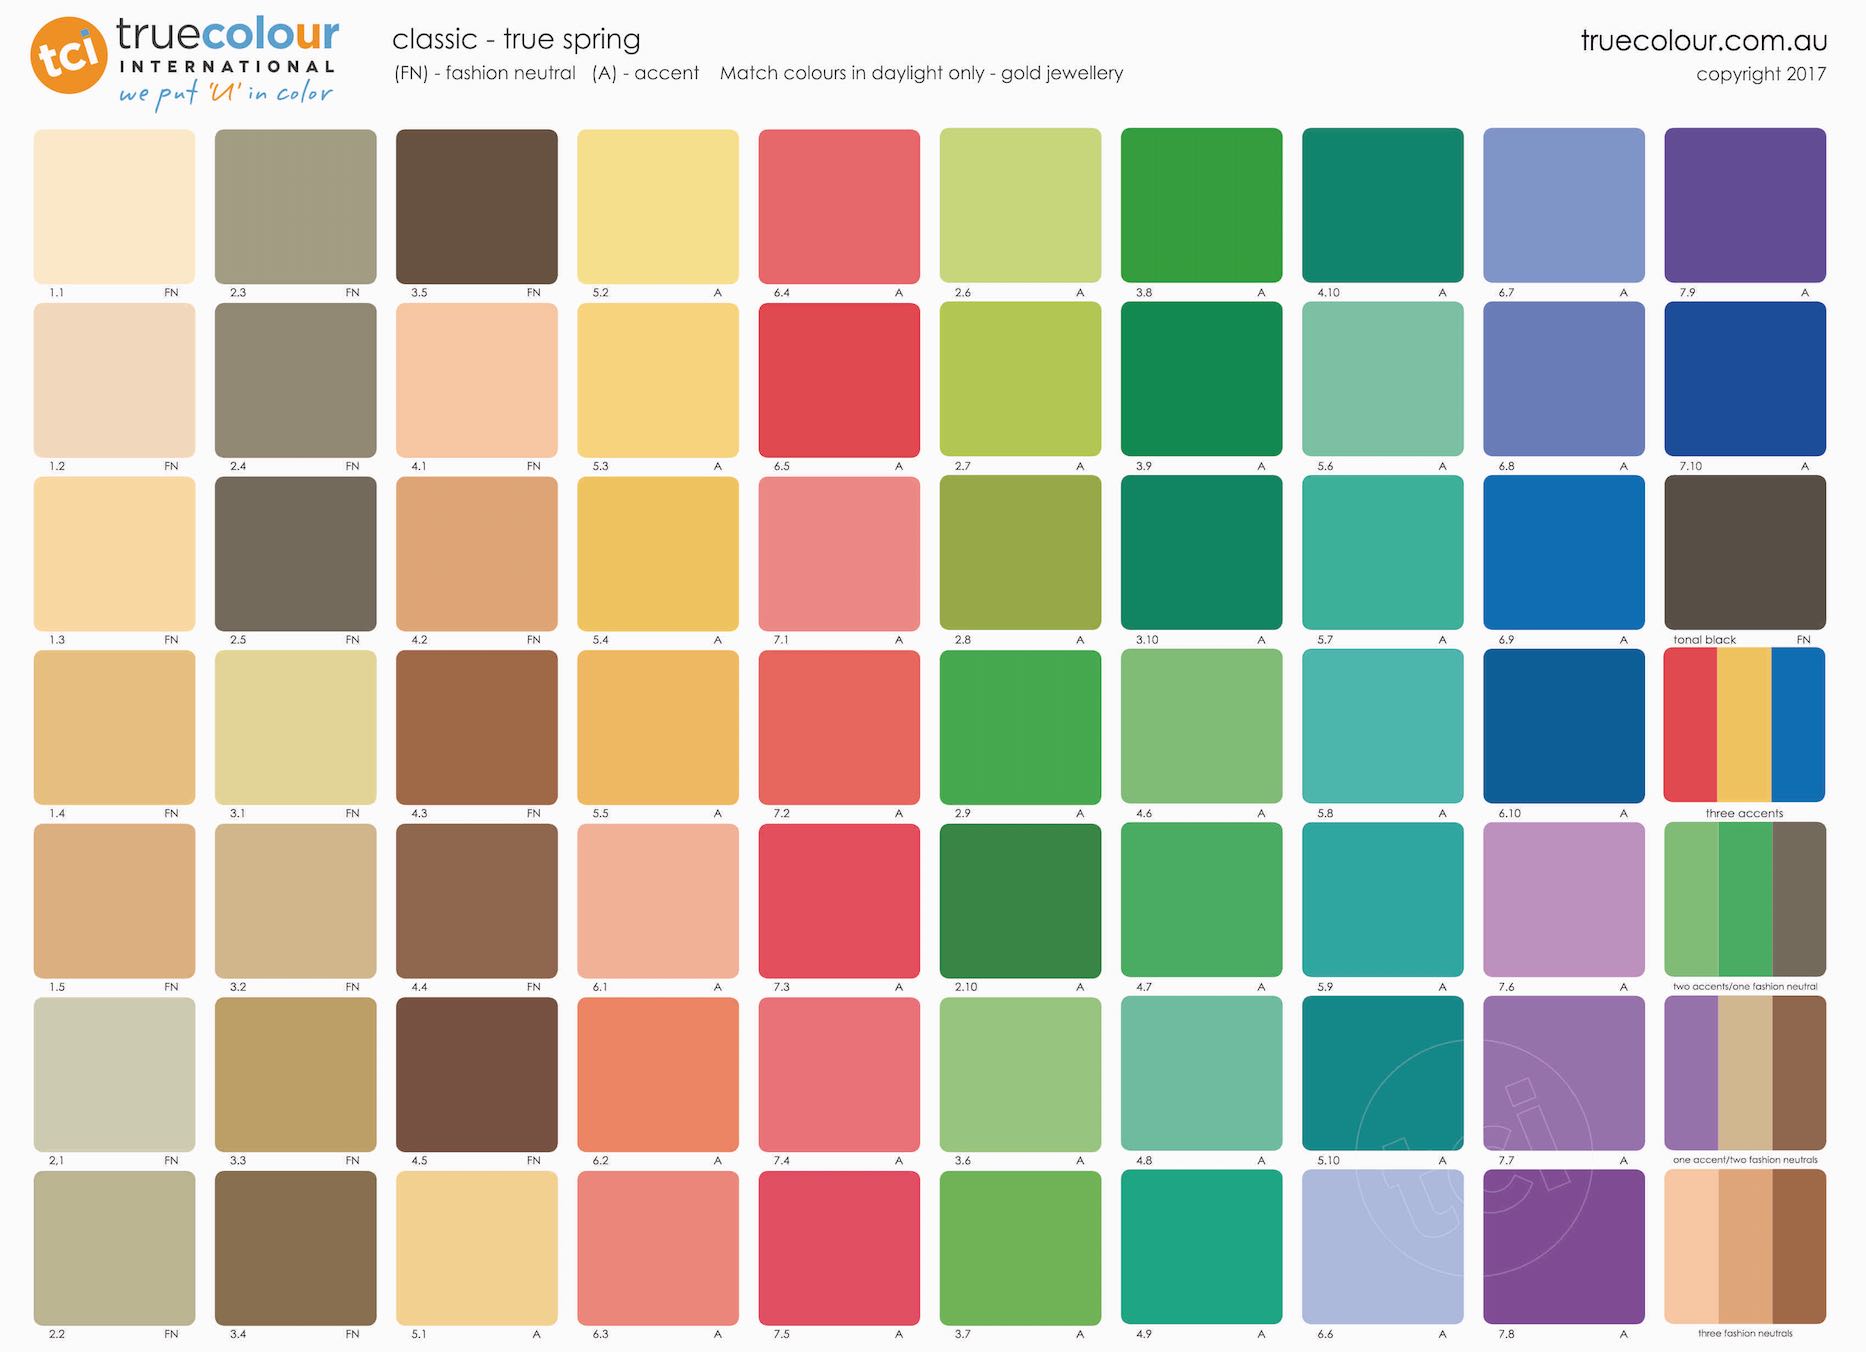 tci
truecolour
INTERNATIONAL
we put 'U' in color
classic - true spring
(FN) - fashion neutral (A) - accent Match colours in daylight only - gold jewellery
truecolour.com.au
copyright 2017
1.1 FN 2.3 FN 3.5 FN 5.2 A 6.4 A 2.6 A 3.8 A 4.10 A 6.7 A 7.9 A
1.2 FN 2.4 FN 4.1 FN 5.3 A 6.5 A 2.7 A 3.9 A 5.6 A 6.8 A 7.10 A
1.3 FN 2.5 FN 4.2 FN 5.4 A 7.1 A 2.8 A 3.10 A 5.7 A 6.9 A tonal black FN
1.4 FN 3.1 FN 4.3 FN 5.5 A 7.2 A 2.9 A 4.6 A 5.8 A 6.10 A three accents
1.5 FN 3.2 FN 4.4 FN 6.1 A 7.3 A 2.10 A 4.7 A 5.9 A 7.6 A two accents/one fashion neutral
2,1 FN 3.3 FN 4.5 FN 6.2 A 7.4 A 3.6 A 4.8 A 5.10 A 7.7 A one accent/two fashion neutrals
tci
2.2 FN 3.4 FN 5.1 A 6.3 A 7.5 A 3.7 A 4.9 A 6.6 A 7.8 A three fashion neutrals